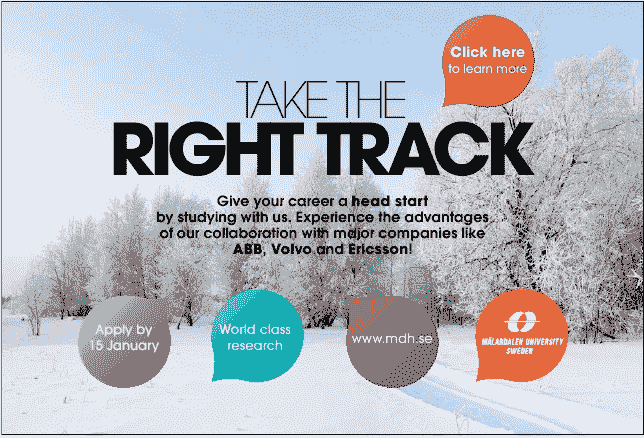 Click here
to learn more
TAKE THE
RIGHT TRACK
Give your career a head start
by studying with us. Experience the advantages
of our collaboration with major companies like
ABB, Volvo and Ericsson!
Apply by
15 January
World class
research
www.mdh.se
MÄLARDALEN UNIVERSITY
SWEDEN